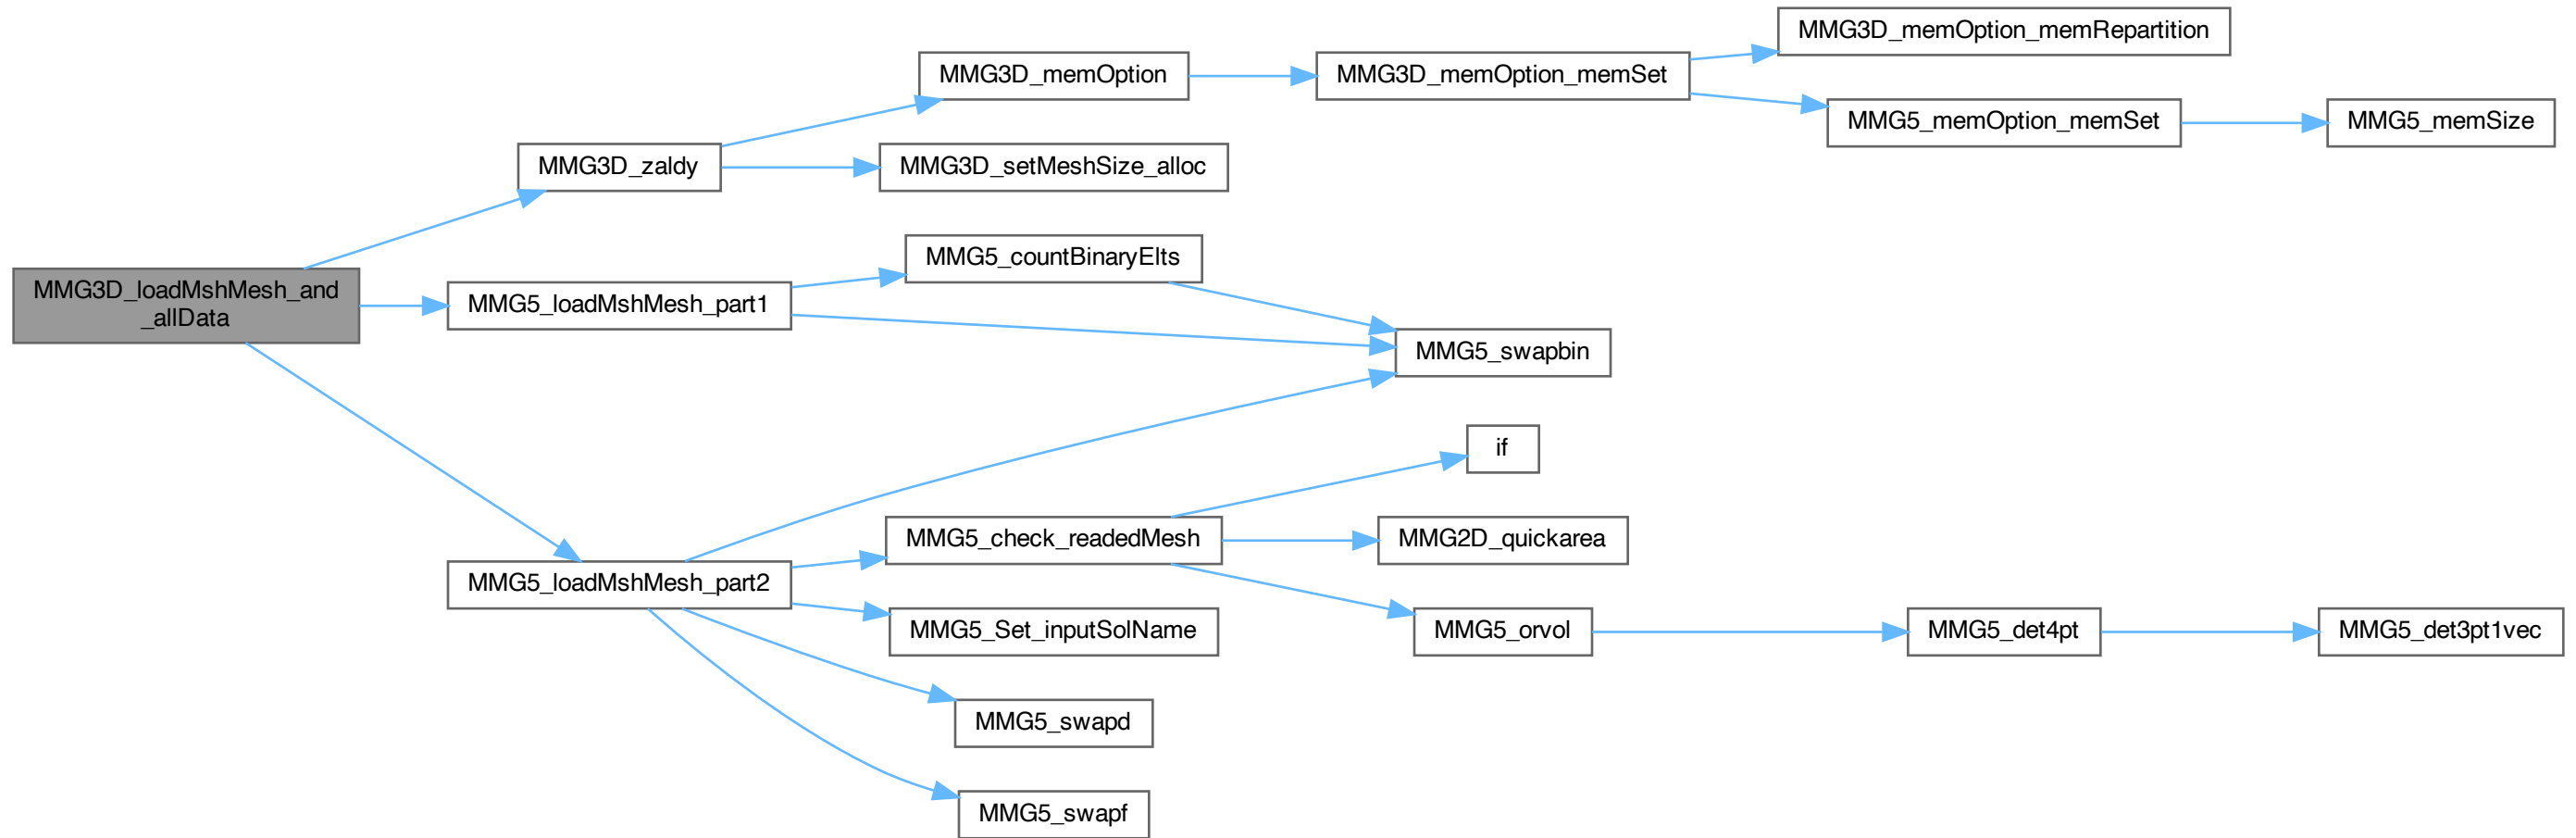 MMG3D_memOption_memRepartition
MMG3D_memOption
MMG3D_memOption_memSet
MMG5_memOption_memSet
MMG5_memSize
MMG3D_zaldy
MMG3D_setMeshSize_alloc
MMG5_countBinaryElts
MMG3D_loadMshMesh_and
_allData
MMG5_loadMshMesh_part1
MMG5_swapbin
if
MMG5_check_readedMesh
MMG2D_quickarea
MMG5_loadMshMesh_part2
MMG5_Set_inputSolName
MMG5_orvol
MMG5_det4pt
MMG5_det3pt1vec
MMG5_swapd
MMG5_swapf